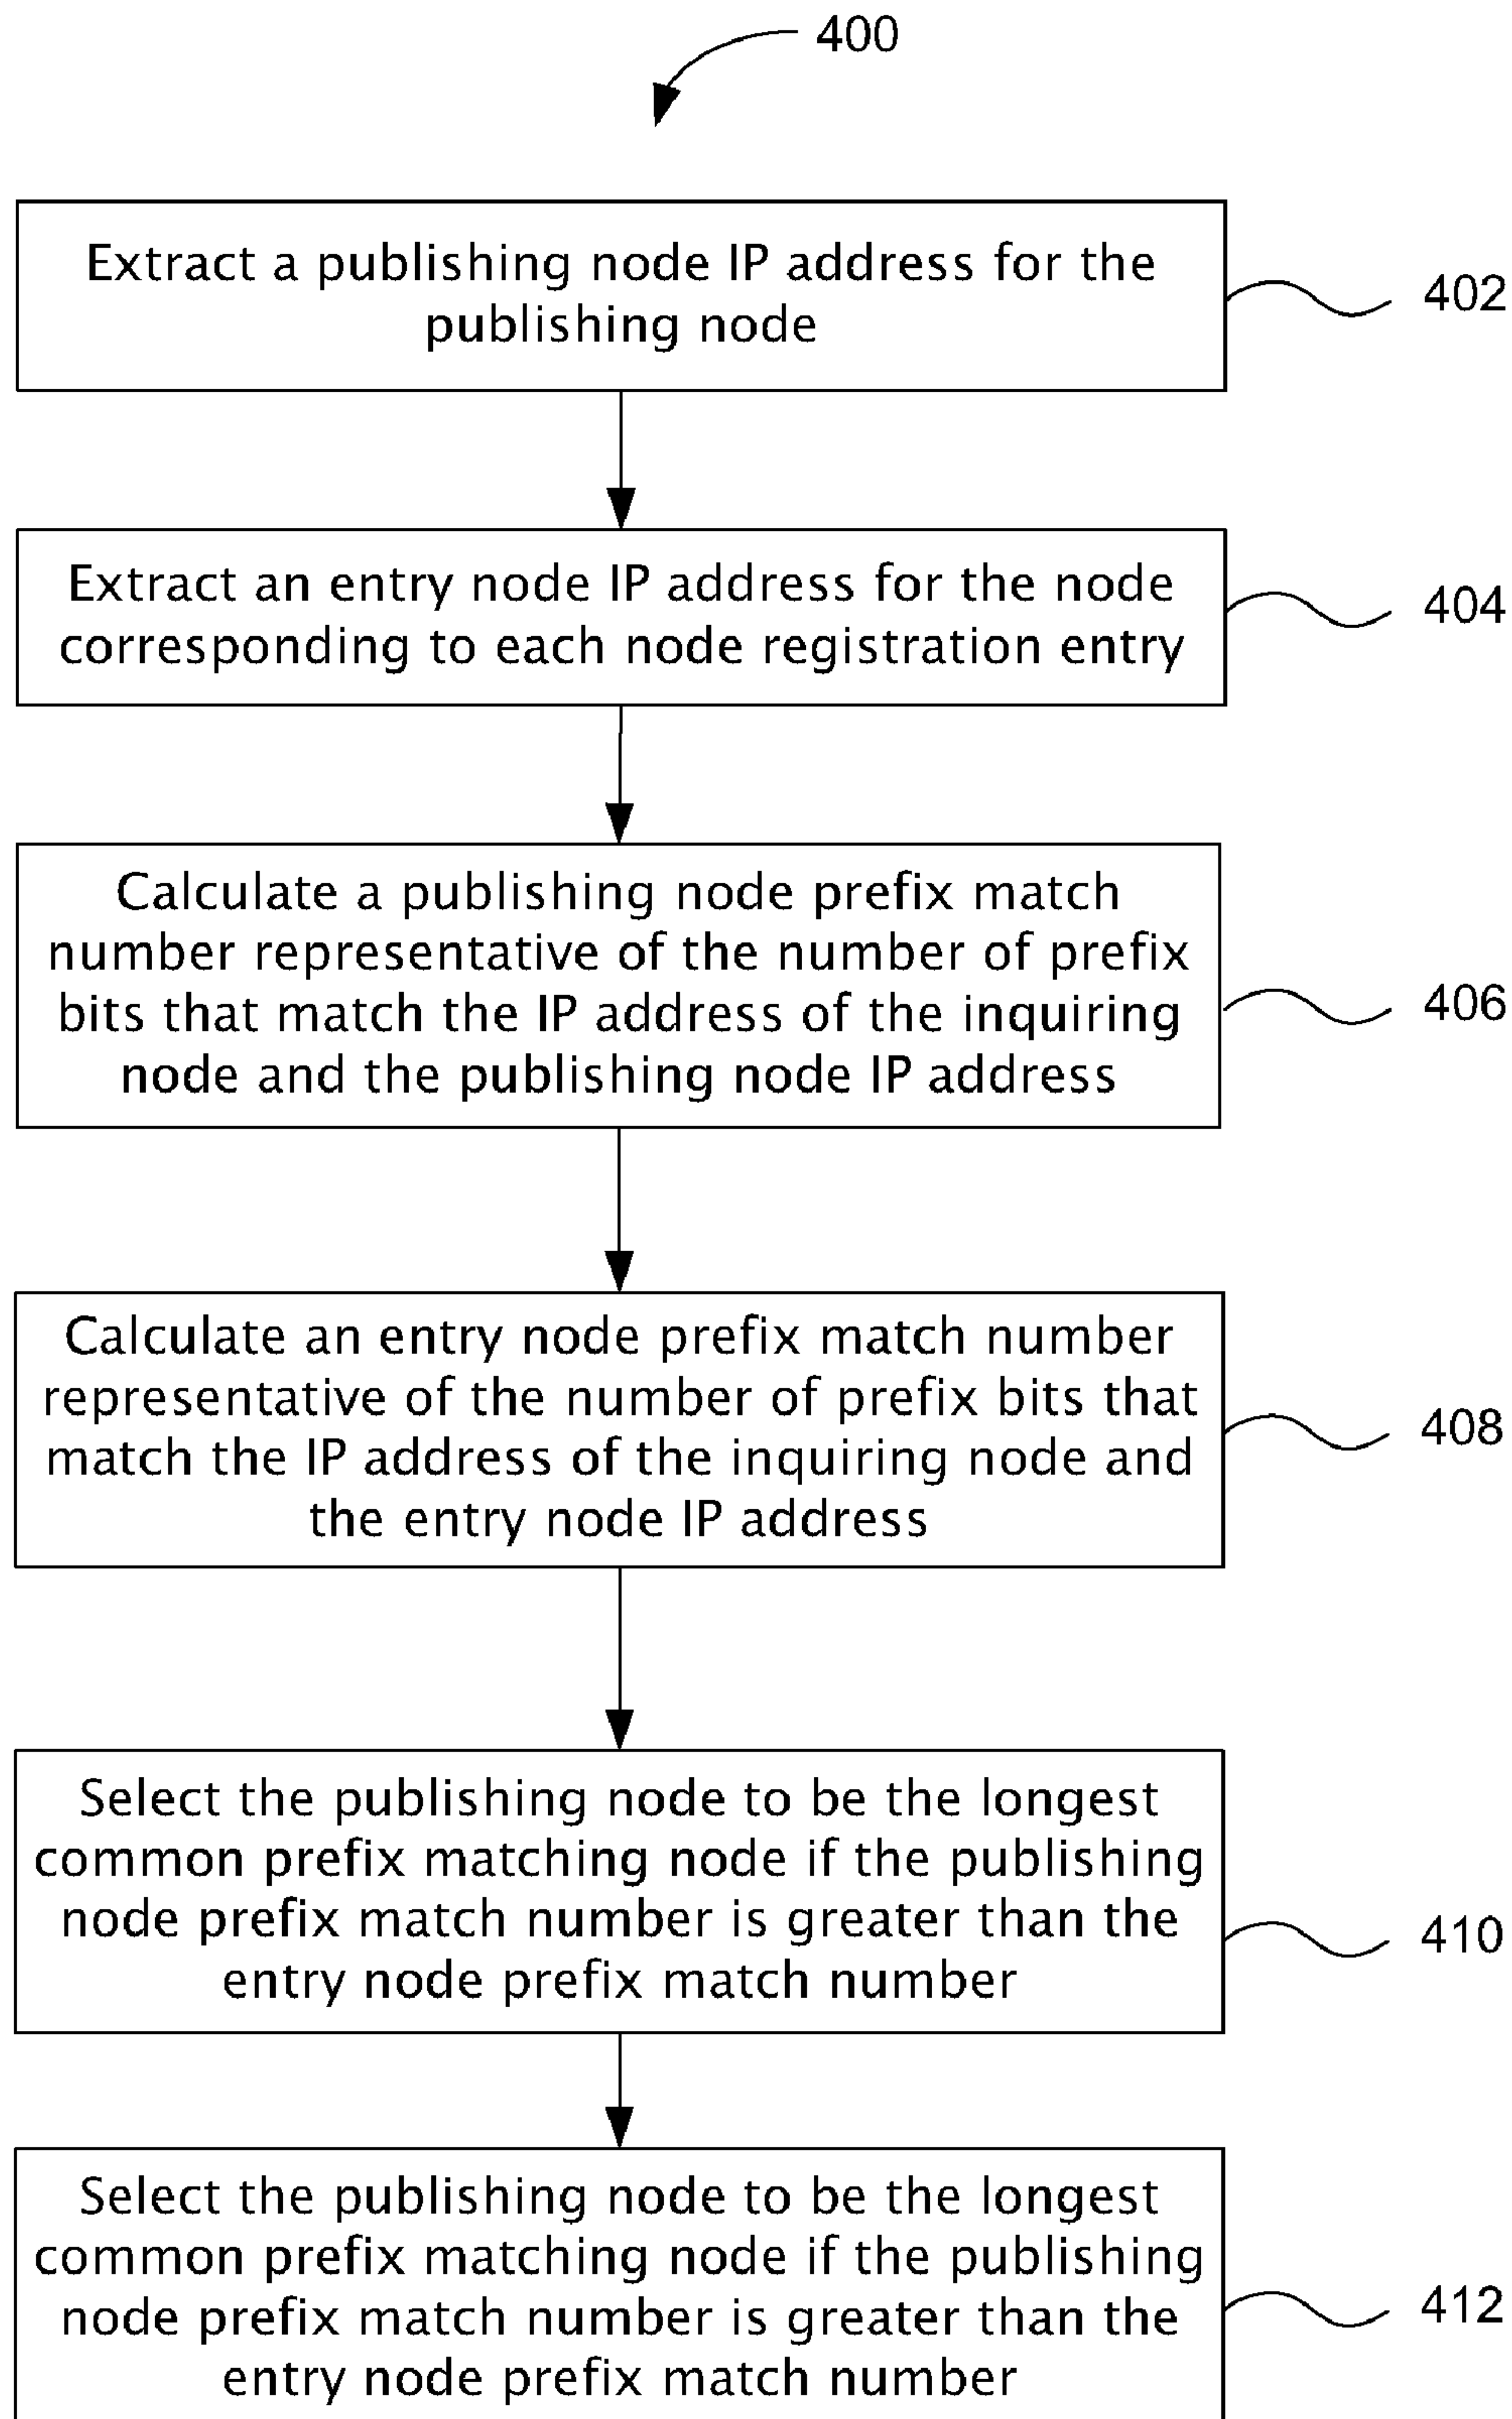 400
Extract a publishing node IP address for the
publishing node
402
Extract an entry node IP address for the node
corresponding to each node registration entry
404
Calculate a publishing node prefix match
number representative of the number of prefix
bits that match the IP address of the inquiring
node and the publishing node IP address
406
Calculate an entry node prefix match number
representative of the number of prefix bits that
match the IP address of the inquiring node and
the entry node IP address
408
Select the publishing node to be the longest
common prefix matching node if the publishing
node prefix match number is greater than the
entry node prefix match number
410
Select the publishing node to be the longest
common prefix matching node if the publishing
node prefix match number is greater than the
entry node prefix match number
412